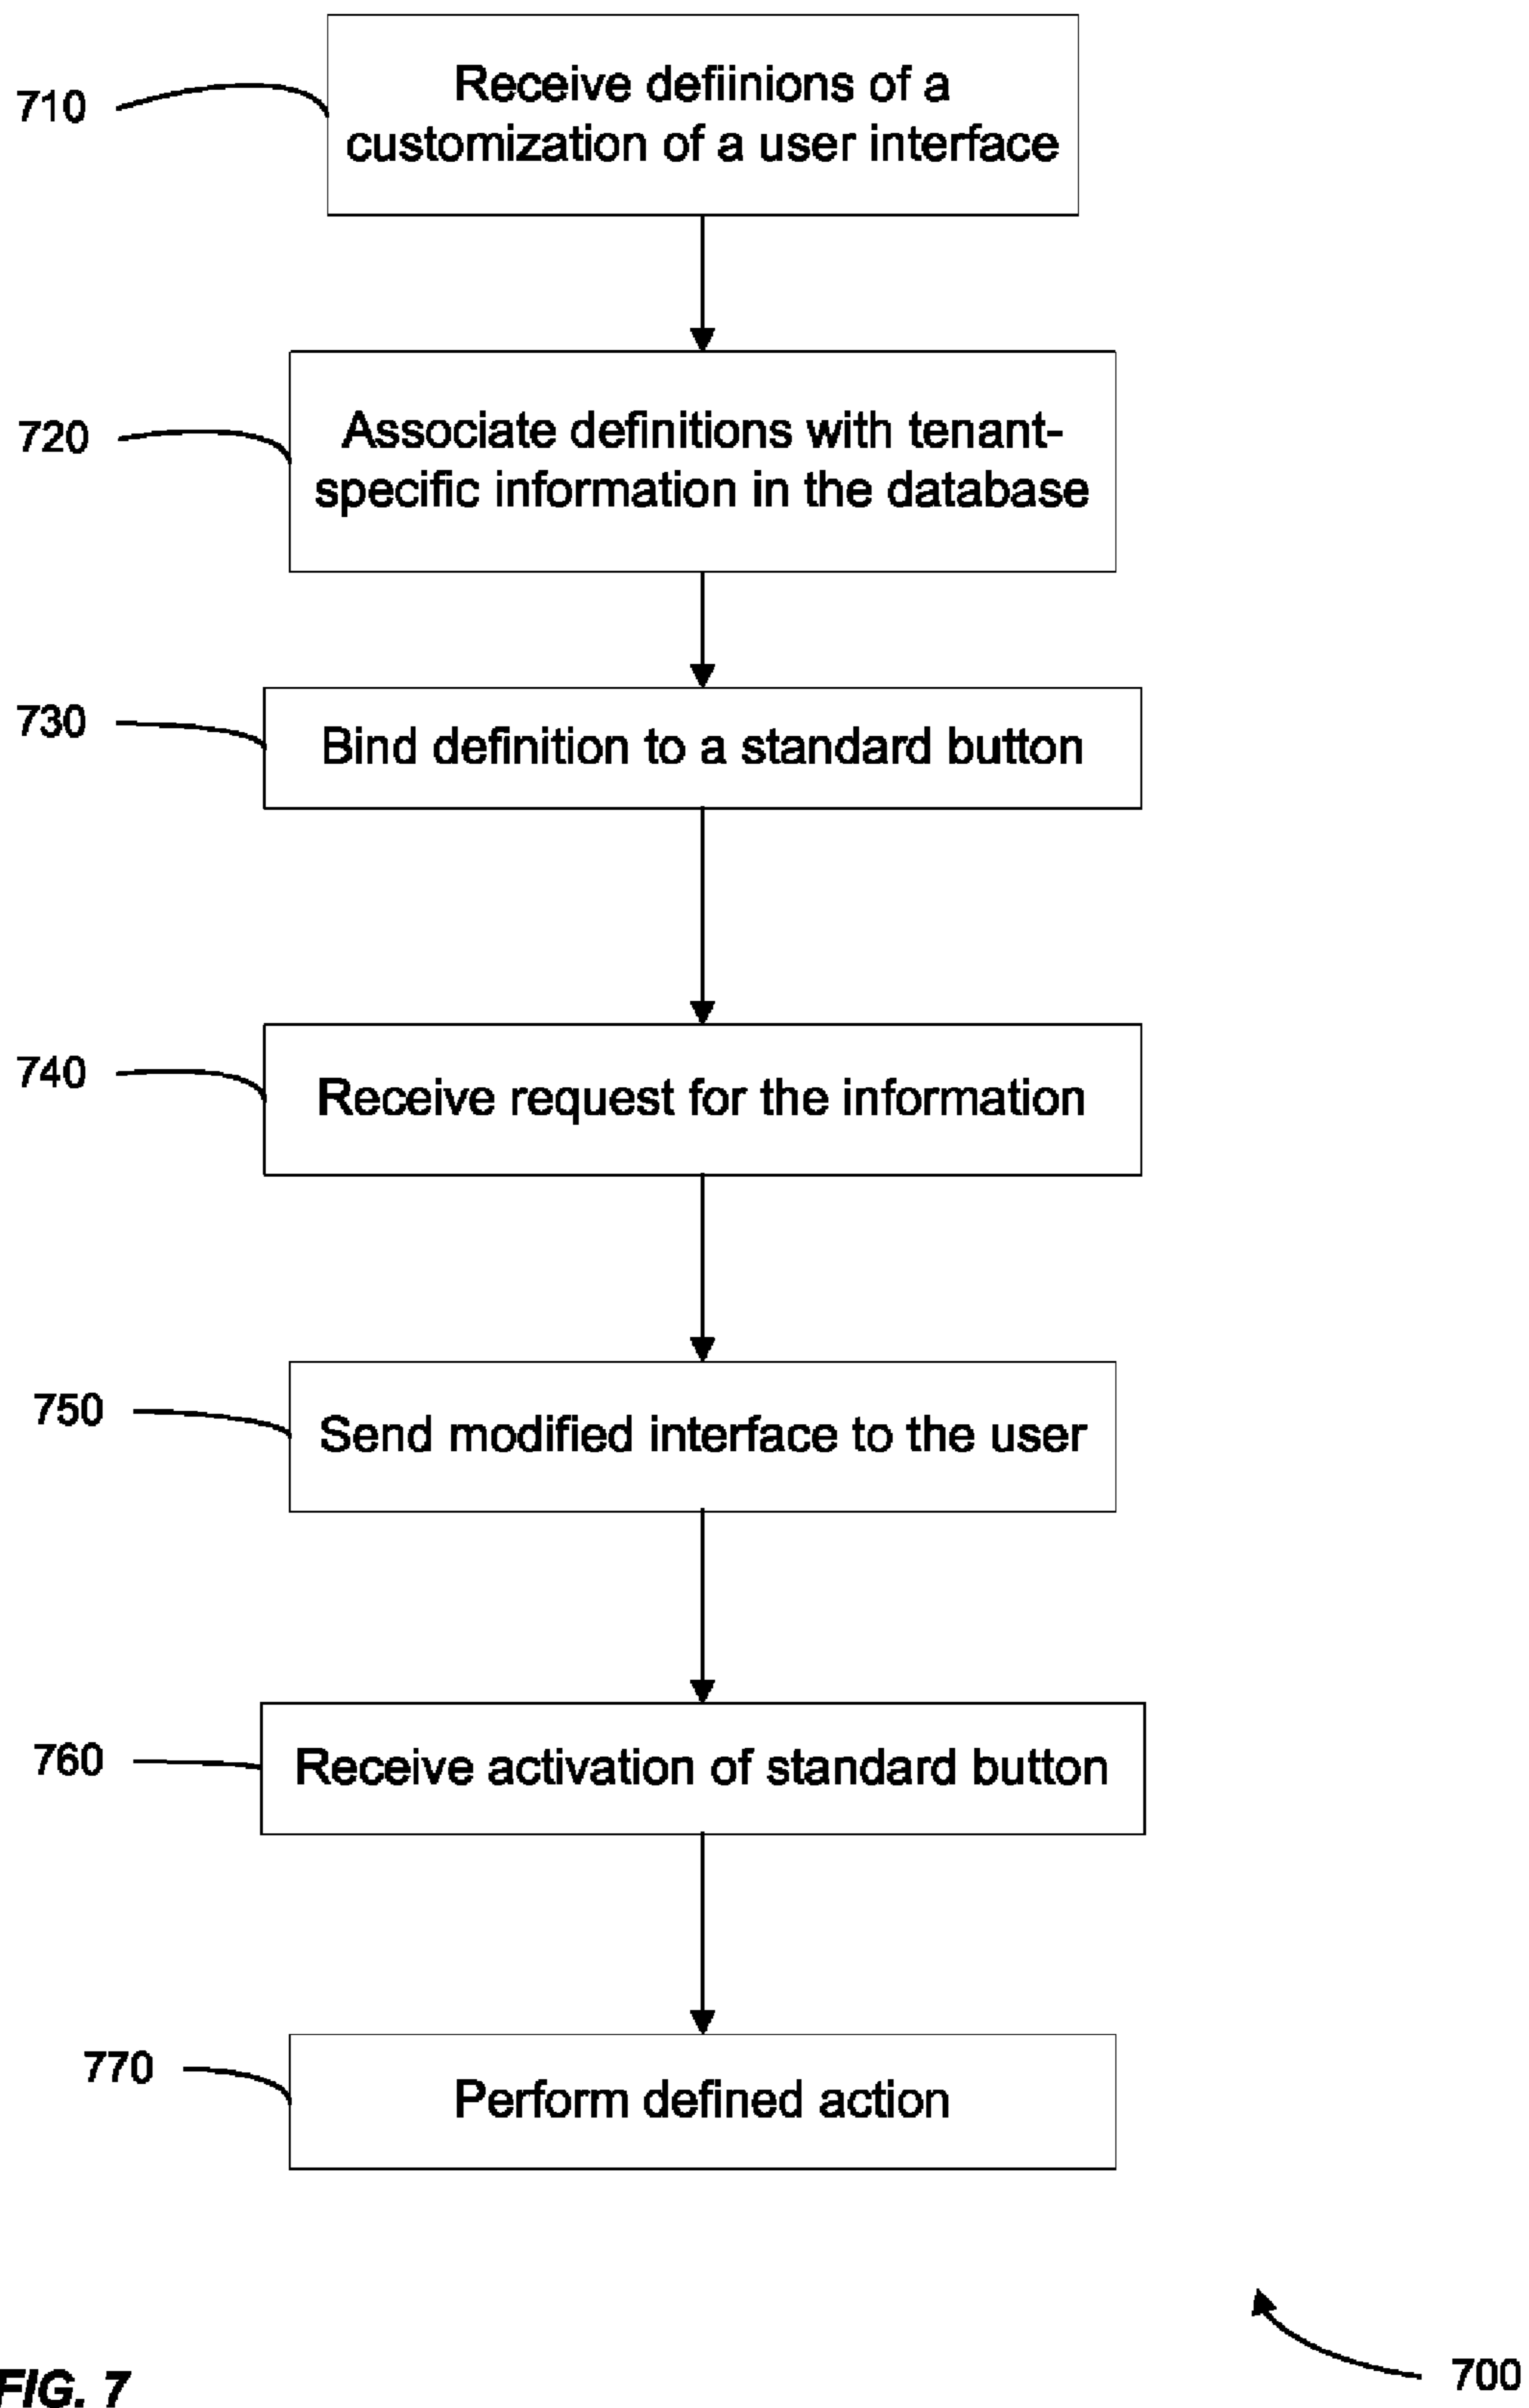 710
Receive defiinions of a
customization of a user interface
720
Associate definitions with tenant-
specific information in the database
730
Bind definition to a standard button
740
Receive request for the information
750
Send modified interface to the user
760
Receive activation of standard button
770
Perform defined action
FIG. 7
700